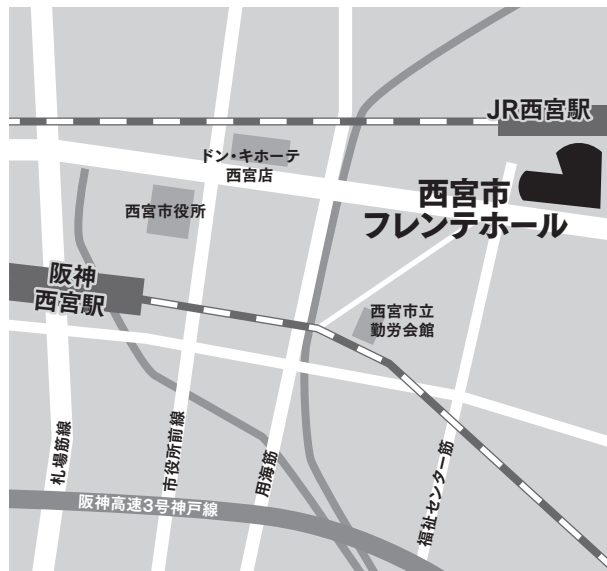 JR西宮駅
ドン・キホーテ
西宮店
西宮市
フレンテホール
西宮市役所
阪神
西宮駅
西宮市立
勤労会館
札場筋線
市役所前線
用海筋
福祉センター筋
阪神高速3号神戸線